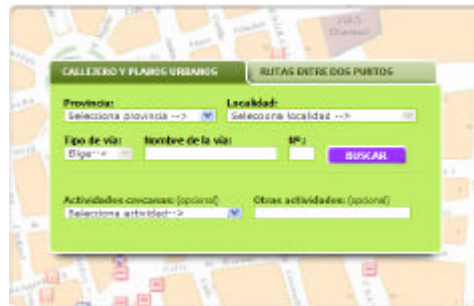 CALLEJERO Y PLANOS URBANOS
RUTAS ENTRE DOS PUNTOS
Provincia: Localidad:
Selecciona provincia --> Selecciona localidad -->
Tipo de vía: Nombre de la vía: Nº:
Elige--> BUSCAR
Actividades cercanas: (opcional) Otras actividades: (opcional)
Selecciona actividad-->